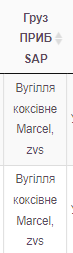 Груз
ПРИБ
SAP
Вугілля
коксівне
Marcel,
zvs
Вугілля
коксівне
Marcel,
zvs